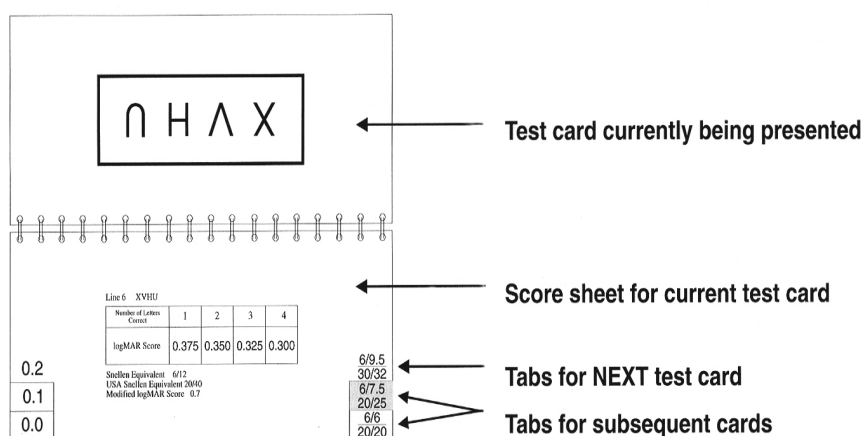 ∩ H Λ X
Test card currently being presented
Score sheet for current test card
Line 6 XVHU
Number of Letters Correct 1 2 3 4
logMAR Score 0.375 0.350 0.325 0.300
Snellen Equivalent 6/12
USA Snellen Equivalent 20/40
Modified logMAR Score 0.7
0.2
0.1
0.0
6/9.5
30/32
6/7.5
20/25
6/6
20/20
Tabs for NEXT test card
Tabs for subsequent cards